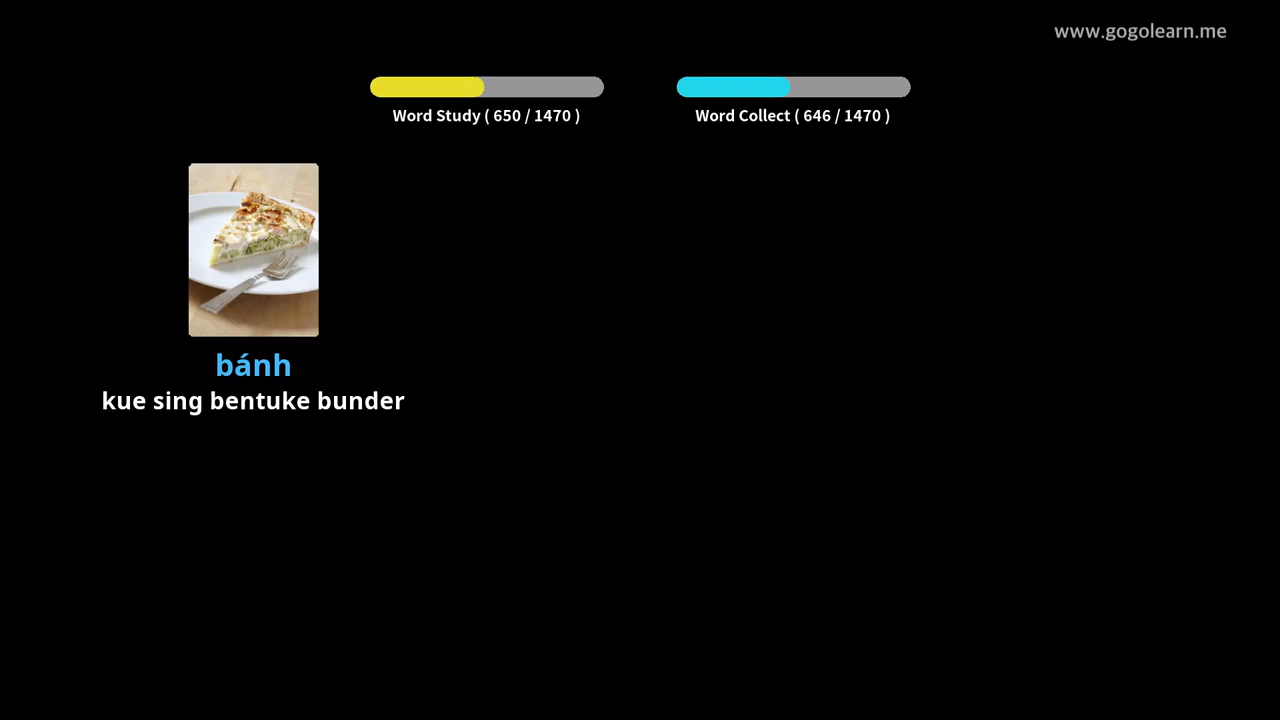 www.gogolearn.me
Word Study ( 650 / 1470 )
Word Collect ( 646 / 1470 )
bánh
kue sing bentuke bunder